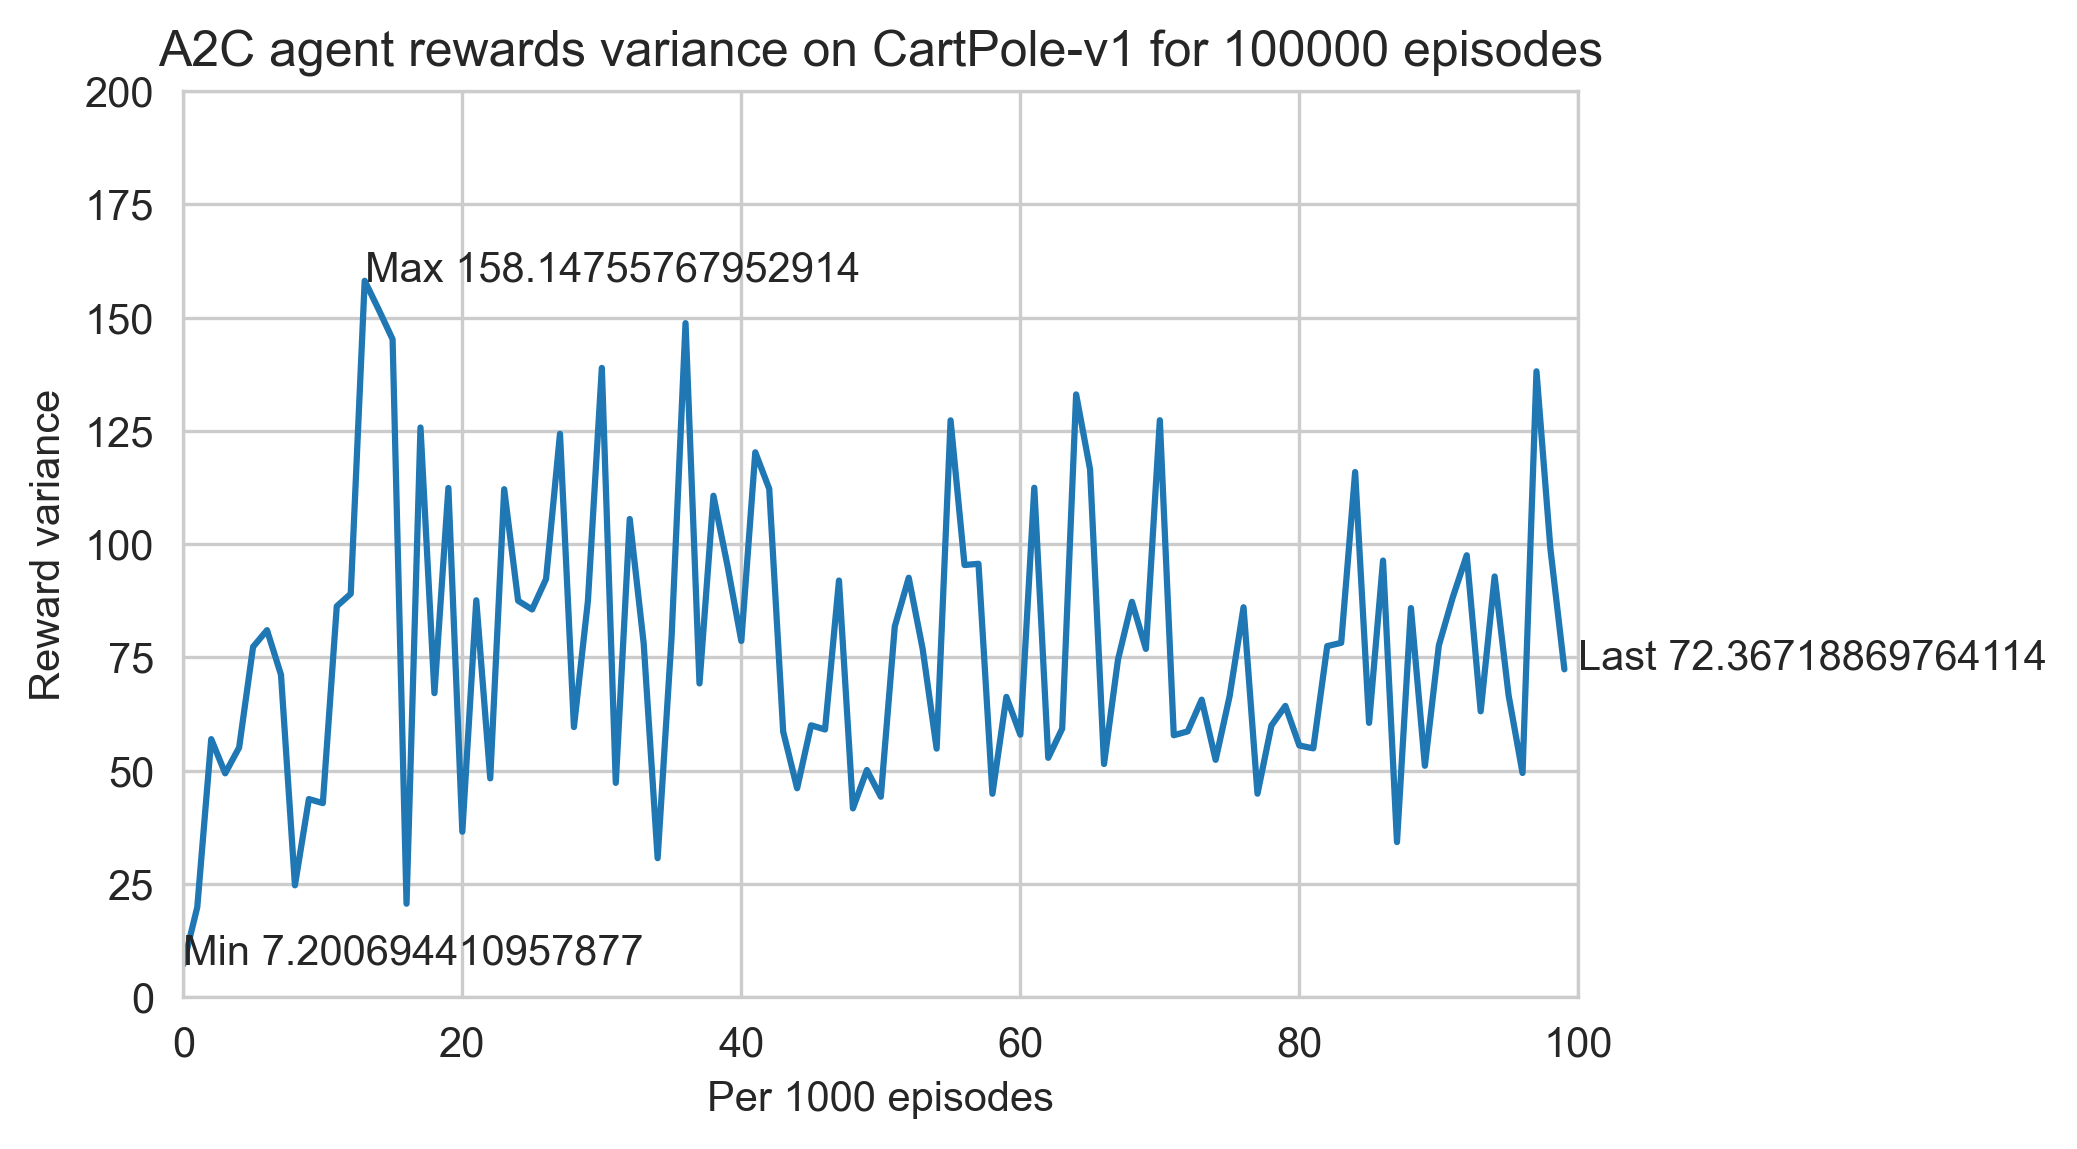 A2C agent rewards variance on CartPole-v1 for 100000 episodes
200
175
Max 158.14755767952914
150
125
Reward variance
100
75
Last 72.36718869764114
50
25
Min 7.200694410957877
0
0 20 40 60 80 100
Per 1000 episodes